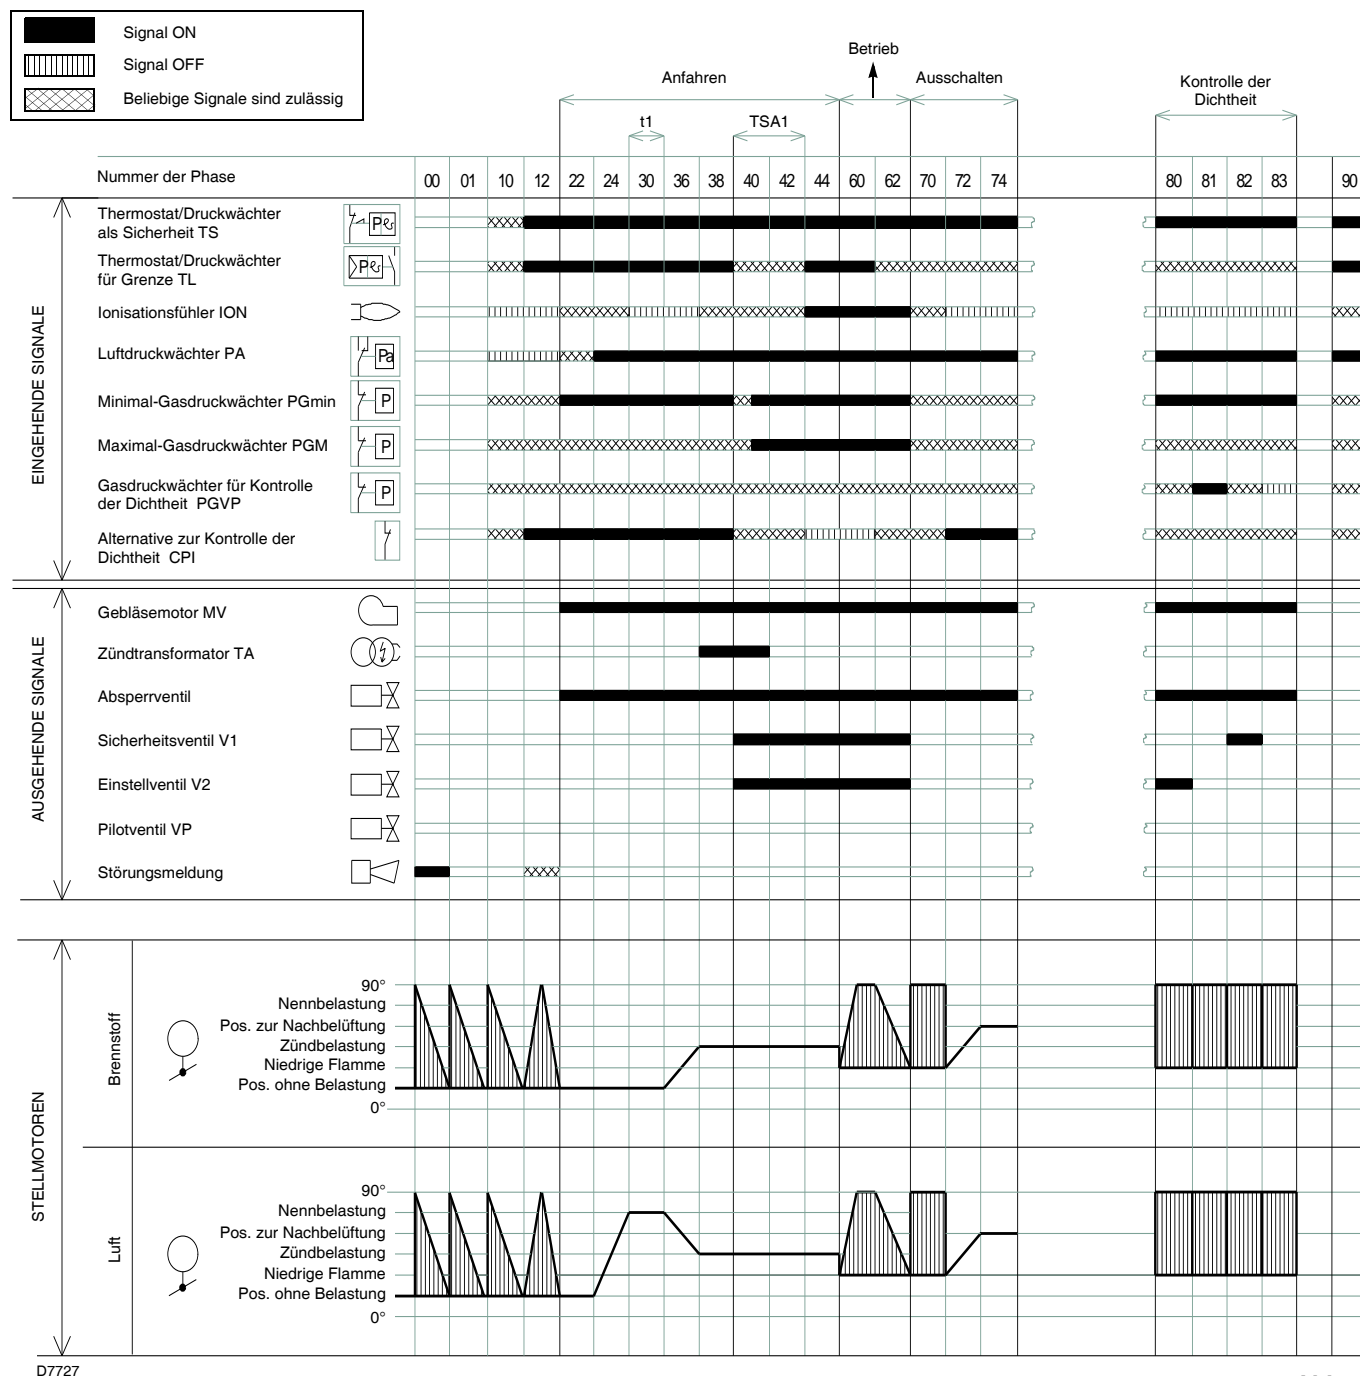 Signal ON
Signal OFF
Beliebige Signale sind zulässig
Betrieb
Anfahren
Ausschalten
Kontrolle der
Dichtheit
t1
TSA1
Nummer der Phase
00 01 10 12 22 24 30 36 38 40 42 44 60 62 70 72 74 80 81 82 83 90
EINGEHENDE SIGNALE
Thermostat/Druckwächter
als Sicherheit TS
P
Thermostat/Druckwächter
für Grenze TL
P
Ionisationsfühler ION
Luftdruckwächter PA
Pa
Minimal-Gasdruckwächter PGmin
P
Maximal-Gasdruckwächter PGM
P
Gasdruckwächter für Kontrolle
der Dichtheit PGVP
P
Alternative zur Kontrolle der
Dichtheit CPI
AUSGEHENDE SIGNALE
Gebläsemotor MV
Zündtransformator TA
Absperrventil
Sicherheitsventil V1
Einstellventil V2
Pilotventil VP
Störungsmeldung
STELLMOTOREN
Brennstoff
90°
Nennbelastung
Pos. zur Nachbelüftung
Zündbelastung
Niedrige Flamme
Pos. ohne Belastung
0°
Luft
90°
Nennbelastung
Pos. zur Nachbelüftung
Zündbelastung
Niedrige Flamme
Pos. ohne Belastung
0°
D7727